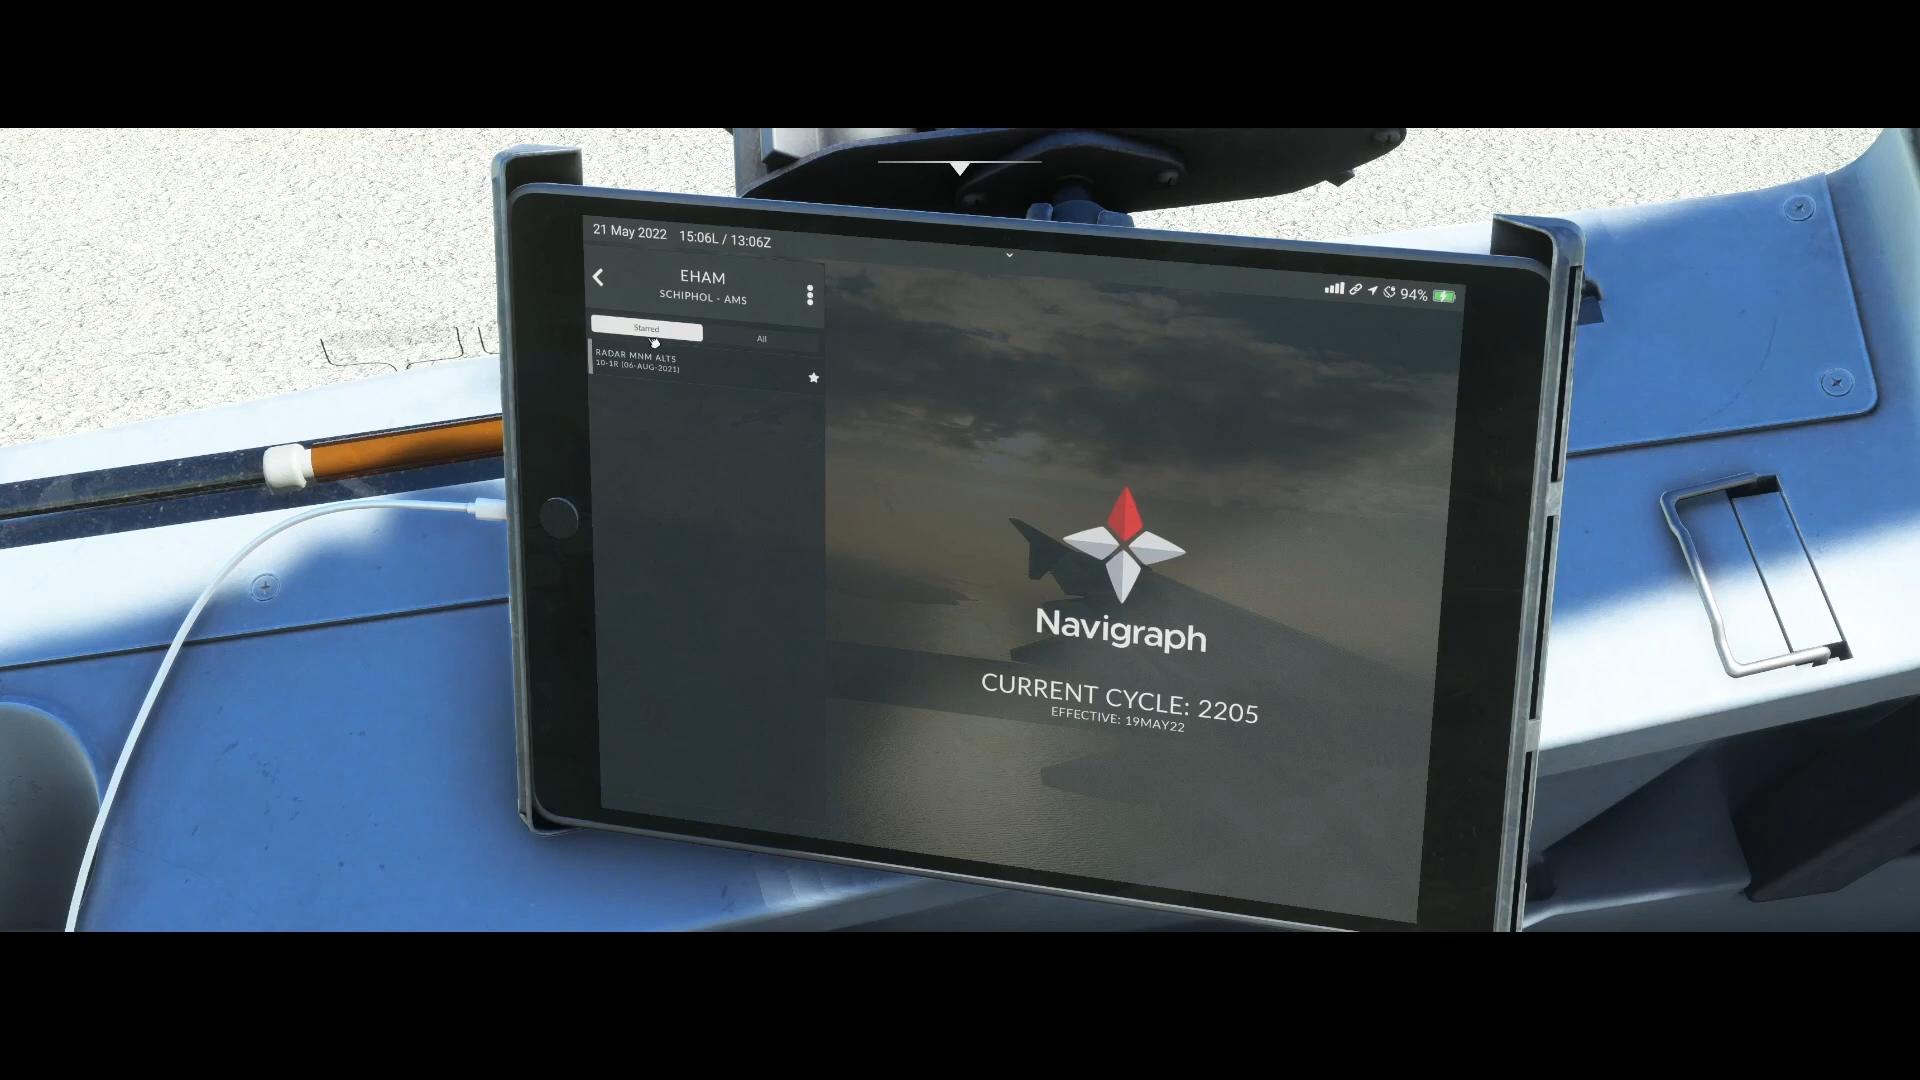 21 May 2022 15:06L / 13:06Z
94%
EHAM
SCHIPHOL - AMS
Starred
All
RADAR MNM ALTS
10-1R (06-AUG-2021)
Navigraph
CURRENT CYCLE: 2205
EFFECTIVE: 19MAY22